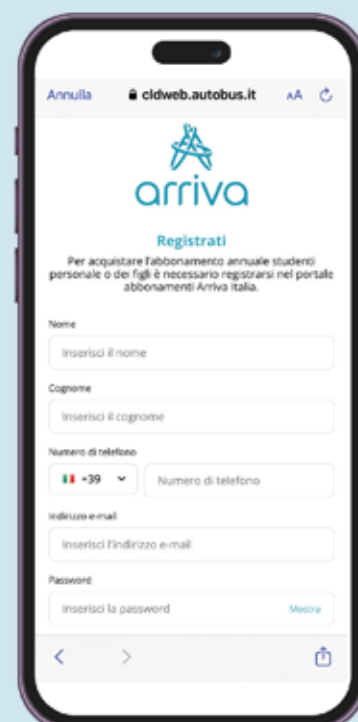 Annulla cldweb.autobus.it AA
arriva
Registrati
Per acquistare l'abbonamento annuale studenti
personale o dei figli è necessario registrarsi nel portale
abbonamenti Arriva Italia.
Nome
Inserisci il nome
Cognome
Inserisci il cognome
Numero di telefono
+39 Numero di telefono
Indirizzo e-mail
Inserisci l'indirizzo e-mail
Password
Inserisci la password Mostra